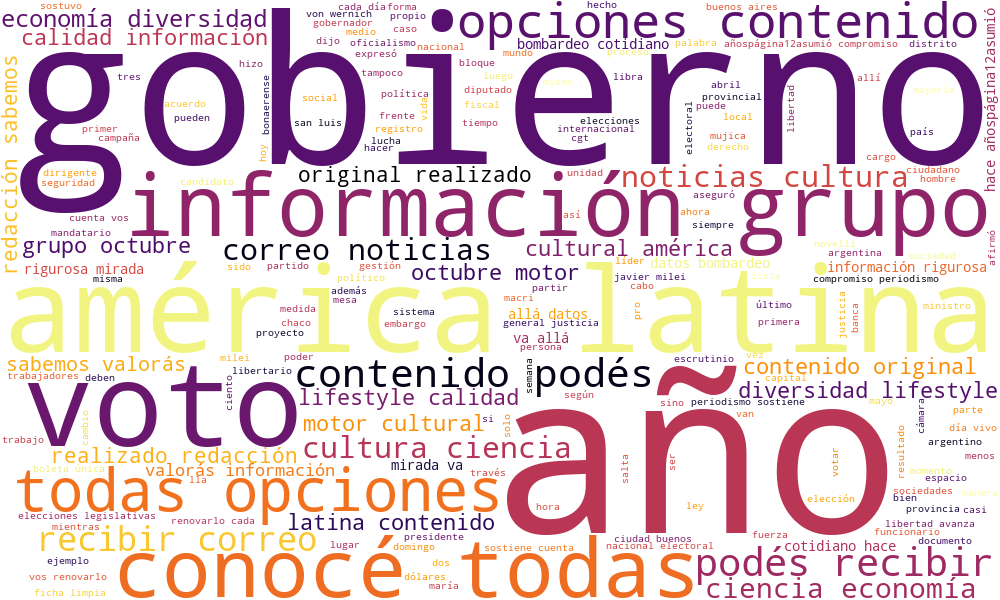 sostuvo
von wernich
cada díaforma
hecho
buenos aires
economía diversidad
gobernador
propio
opciones contenido
calidad información
medio
caso
dijo
oficialismo
nacional
bombardeo cotidiano
palabra
añospágina12asumió compromiso
distrito
expresó
mundo
proceso
gobierno
hizo
tampoco
bloque
tres
luego
mismo
libra
abril
allí
diputado
provincial
mayoría
acuerdo
social
política
fiscal
puede
pueden
vida
frente
elecciones
local
san luis
registro
tiempo
internacional
libertad
país
primer
campaña
lucha
cgt
mujica
hacer
derecho
electoral
bonaerense
hoy
redacción sabemos
hace añospágina12asumió
cargo
dirigente
seguridad
candidato
original realizado
unidad
noticias cultura
ciudadano
hombre
información grupo
aseguró
cuenta vos
mandatario
así
ahora
siempre
afirmó
grupo octubre
correo noticias
cultural américa
novelli
argentina
sociedad
rigurosa mirada
sido
partido
gestión
octubre motor
líder
datos bombardeo
información rigurosa
misma
político
javier milei
lista
compromiso periodismo
además
partir
cabo
américa latina
mesa
macri
pro
último
ministro
medida
sistema
allá datos
justicia
banca
chaco
embargo
general justicia
primera
proyecto
va allá
persona
milei
poder
escrutinio
vez
sabemos valorás
libertario
contenido podés
contenido original
trabajadores
deben
ciento
semana
según
capital
voto
lifestyle calidad
sino
periodismo sostiene
mayo
diversidad lifestyle
año
van
parte
cámara
motor cultural
si
solo
día vivo
trabajo
cambio
cultura ciencia
argentino
resultado
realizado redacción
menos
boleta única
valorás información
mirada va
salta
ser
votar
momento
lla
través
espacio
todas opciones
sociedades
manera
elección
bien
hora
ley
provincia
casi
elecciones legislativas
renovarlo cada
latina contenido
mientras
libertad avanza
recibir correo
presidente
ciudad buenos
fuerza
funcionario
lugar
domingo
sostiene cuenta
nacional electoral
cotidiano hace
documento
ejemplo
conocé todas
dos
podés recibir
vos renovarlo
dólares
maría
ciencia economía
ficha limpia